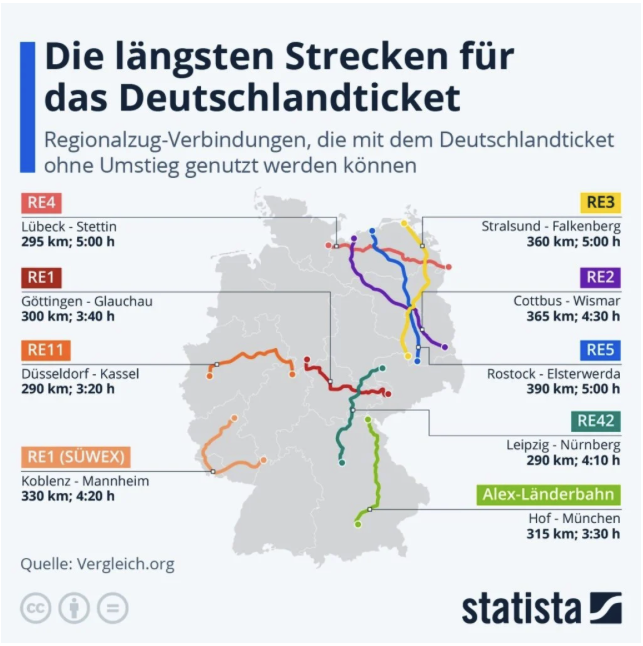 Die längsten Strecken für
das Deutschlandticket
Regionalzug-Verbindungen, die mit dem Deutschlandticket
ohne Umstieg genutzt werden können
RE4
Lübeck - Stettin
295 km; 5:00 h
RE1
Göttingen - Glauchau
300 km; 3:40 h
RE11
Düsseldorf - Kassel
290 km; 3:20 h
RE1 (SÜWEX)
Koblenz - Mannheim
330 km; 4:20 h
RE3
Stralsund - Falkenberg
360 km; 5:00 h
RE2
Cottbus - Wismar
365 km; 4:30 h
RE5
Rostock - Elsterwerda
390 km; 5:00 h
RE42
Leipzig - Nürnberg
290 km; 4:10 h
Alex-Länderbahn
Hof - München
315 km; 3:30 h
Quelle: Vergleich.org
cc
statista